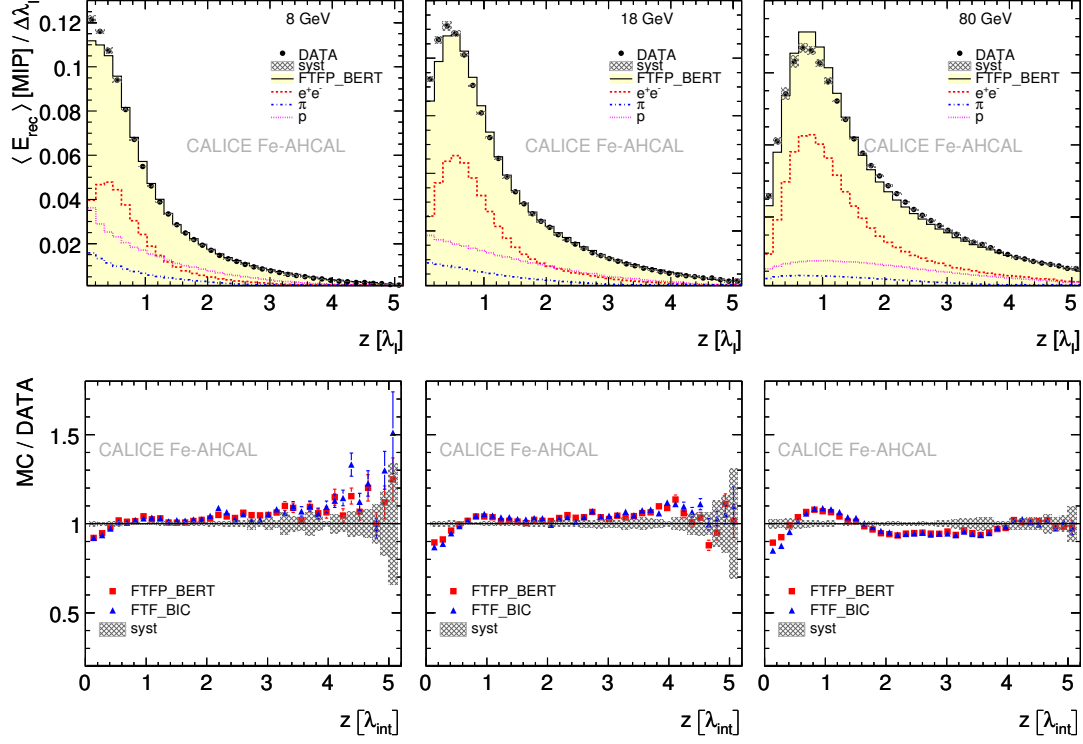 ⟨ E_rec ⟩ [MIP] / Δλ_I
0.12
0.1
0.08
0.06
0.04
0.02
8 GeV
DATA
syst
FTFP_BERT
e⁺e⁻
π
p
CALICE Fe-AHCAL
0 1 2 3 4 5
z [λ_I]
18 GeV
DATA
syst
FTFP_BERT
e⁺e⁻
π
p
CALICE Fe-AHCAL
0 1 2 3 4 5
z [λ_I]
80 GeV
DATA
syst
FTFP_BERT
e⁺e⁻
π
p
CALICE Fe-AHCAL
0 1 2 3 4 5
z [λ_I]
MC / DATA
1.5
1
0.5
CALICE Fe-AHCAL
FTFP_BERT
FTF_BIC
syst
0 1 2 3 4 5
z [λ_int]
CALICE Fe-AHCAL
FTFP_BERT
FTF_BIC
syst
0 1 2 3 4 5
z [λ_int]
CALICE Fe-AHCAL
FTFP_BERT
FTF_BIC
syst
0 1 2 3 4 5
z [λ_int]